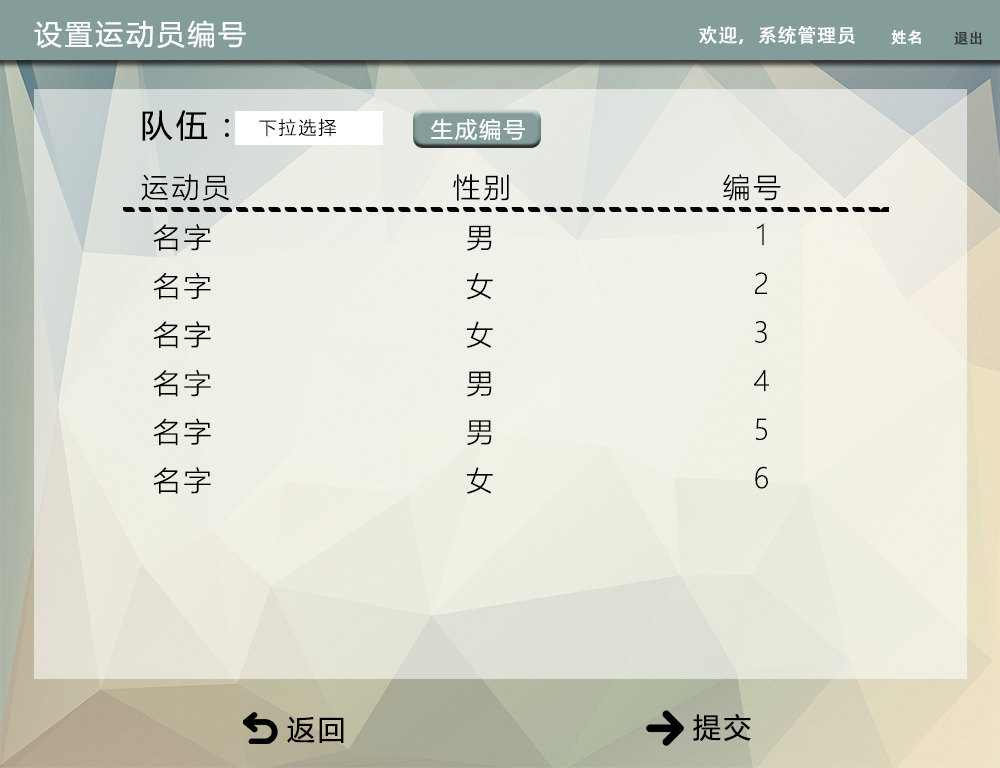 设置运动员编号 欢迎，系统管理员 姓名 退出
队伍： 下拉选择 生成编号
运动员 性别 编号
名字 男 1
名字 女 2
名字 女 3
名字 男 4
名字 男 5
名字 女 6
返回 提交